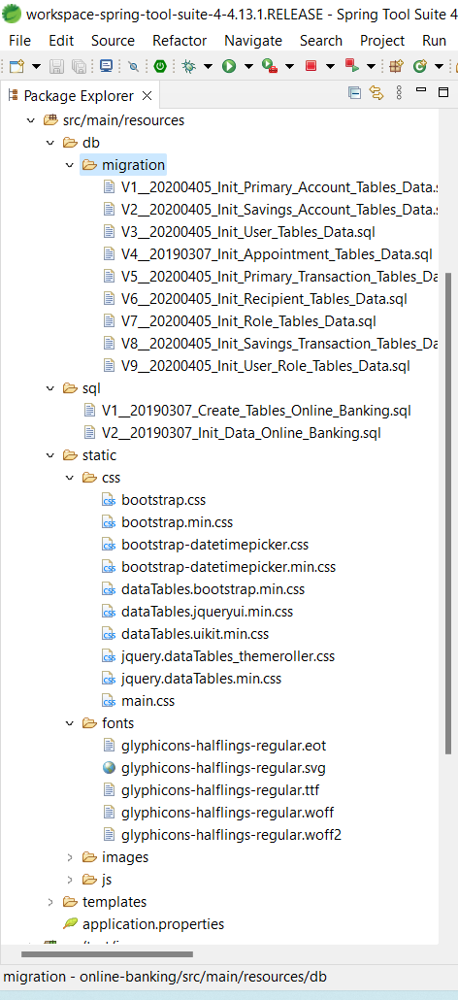 workspace-spring-tool-suite-4-4.13.1.RELEASE - Spring Tool Suite 4
File Edit Source Refactor Navigate Search Project Run
Package Explorer
src/main/resources
db
migration
V1__20200405_Init_Primary_Account_Tables_Data.s
V2__20200405_Init_Savings_Account_Tables_Data.s
V3__20200405_Init_User_Tables_Data.sql
V4__20190307_Init_Appointment_Tables_Data.sql
V5__20200405_Init_Primary_Transaction_Tables_Da
V6__20200405_Init_Recipient_Tables_Data.sql
V7__20200405_Init_Role_Tables_Data.sql
V8__20200405_Init_Savings_Transaction_Tables_Da
V9__20200405_Init_User_Role_Tables_Data.sql
sql
V1__20190307_Create_Tables_Online_Banking.sql
V2__20190307_Init_Data_Online_Banking.sql
static
css
bootstrap.css
bootstrap.min.css
bootstrap-datetimepicker.css
bootstrap-datetimepicker.min.css
dataTables.bootstrap.min.css
dataTables.jqueryui.min.css
dataTables.uikit.min.css
jquery.dataTables_themeroller.css
jquery.dataTables.min.css
main.css
fonts
glyphicons-halflings-regular.eot
glyphicons-halflings-regular.svg
glyphicons-halflings-regular.ttf
glyphicons-halflings-regular.woff
glyphicons-halflings-regular.woff2
images
js
templates
application.properties
migration - online-banking/src/main/resources/db